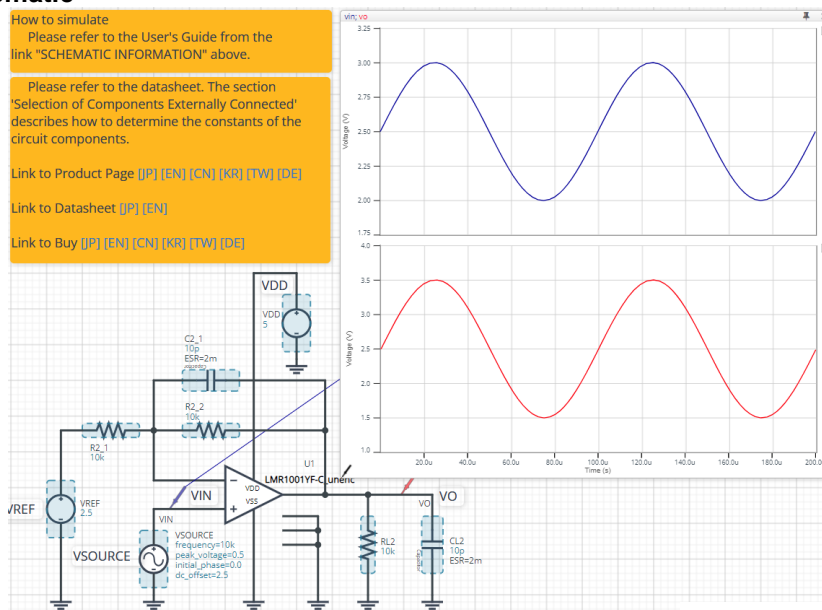 How to simulate
Please refer to the User's Guide from the
link "SCHEMATIC INFORMATION" above.
Please refer to the datasheet. The section
'Selection of Components Externally Connected'
describes how to determine the constants of the
circuit components.
Link to Product Page [JP] [EN] [CN] [KR] [TW] [DE]
Link to Datasheet [JP] [EN]
Link to Buy [JP] [EN] [CN] [KR] [TW] [DE]
vin; vo
Voltage (V)
3.25
3.00
2.75
2.50
2.25
2.00
1.75
Voltage (V)
4.0
3.5
3.0
2.5
2.0
1.5
1.0
20.0u 40.0u 60.0u 80.0u 100.0u 120.0u 140.0u 160.0u 180.0u 200.0
Time (s)
VDD
VDD
5
C2_1
10p
ESR=2m
R2_2
10k
R2_1
10k
U1
LMR1001YF-C_
VDD
VSS
VIN
VIN
VREF
VREF
2.5
VSOURCE
VSOURCE
frequency=10k
peak_voltage=0.5
initial_phase=0.0
dc_offset=2.5
VO
VO
RL2
10k
CL2
10p
ESR=2m